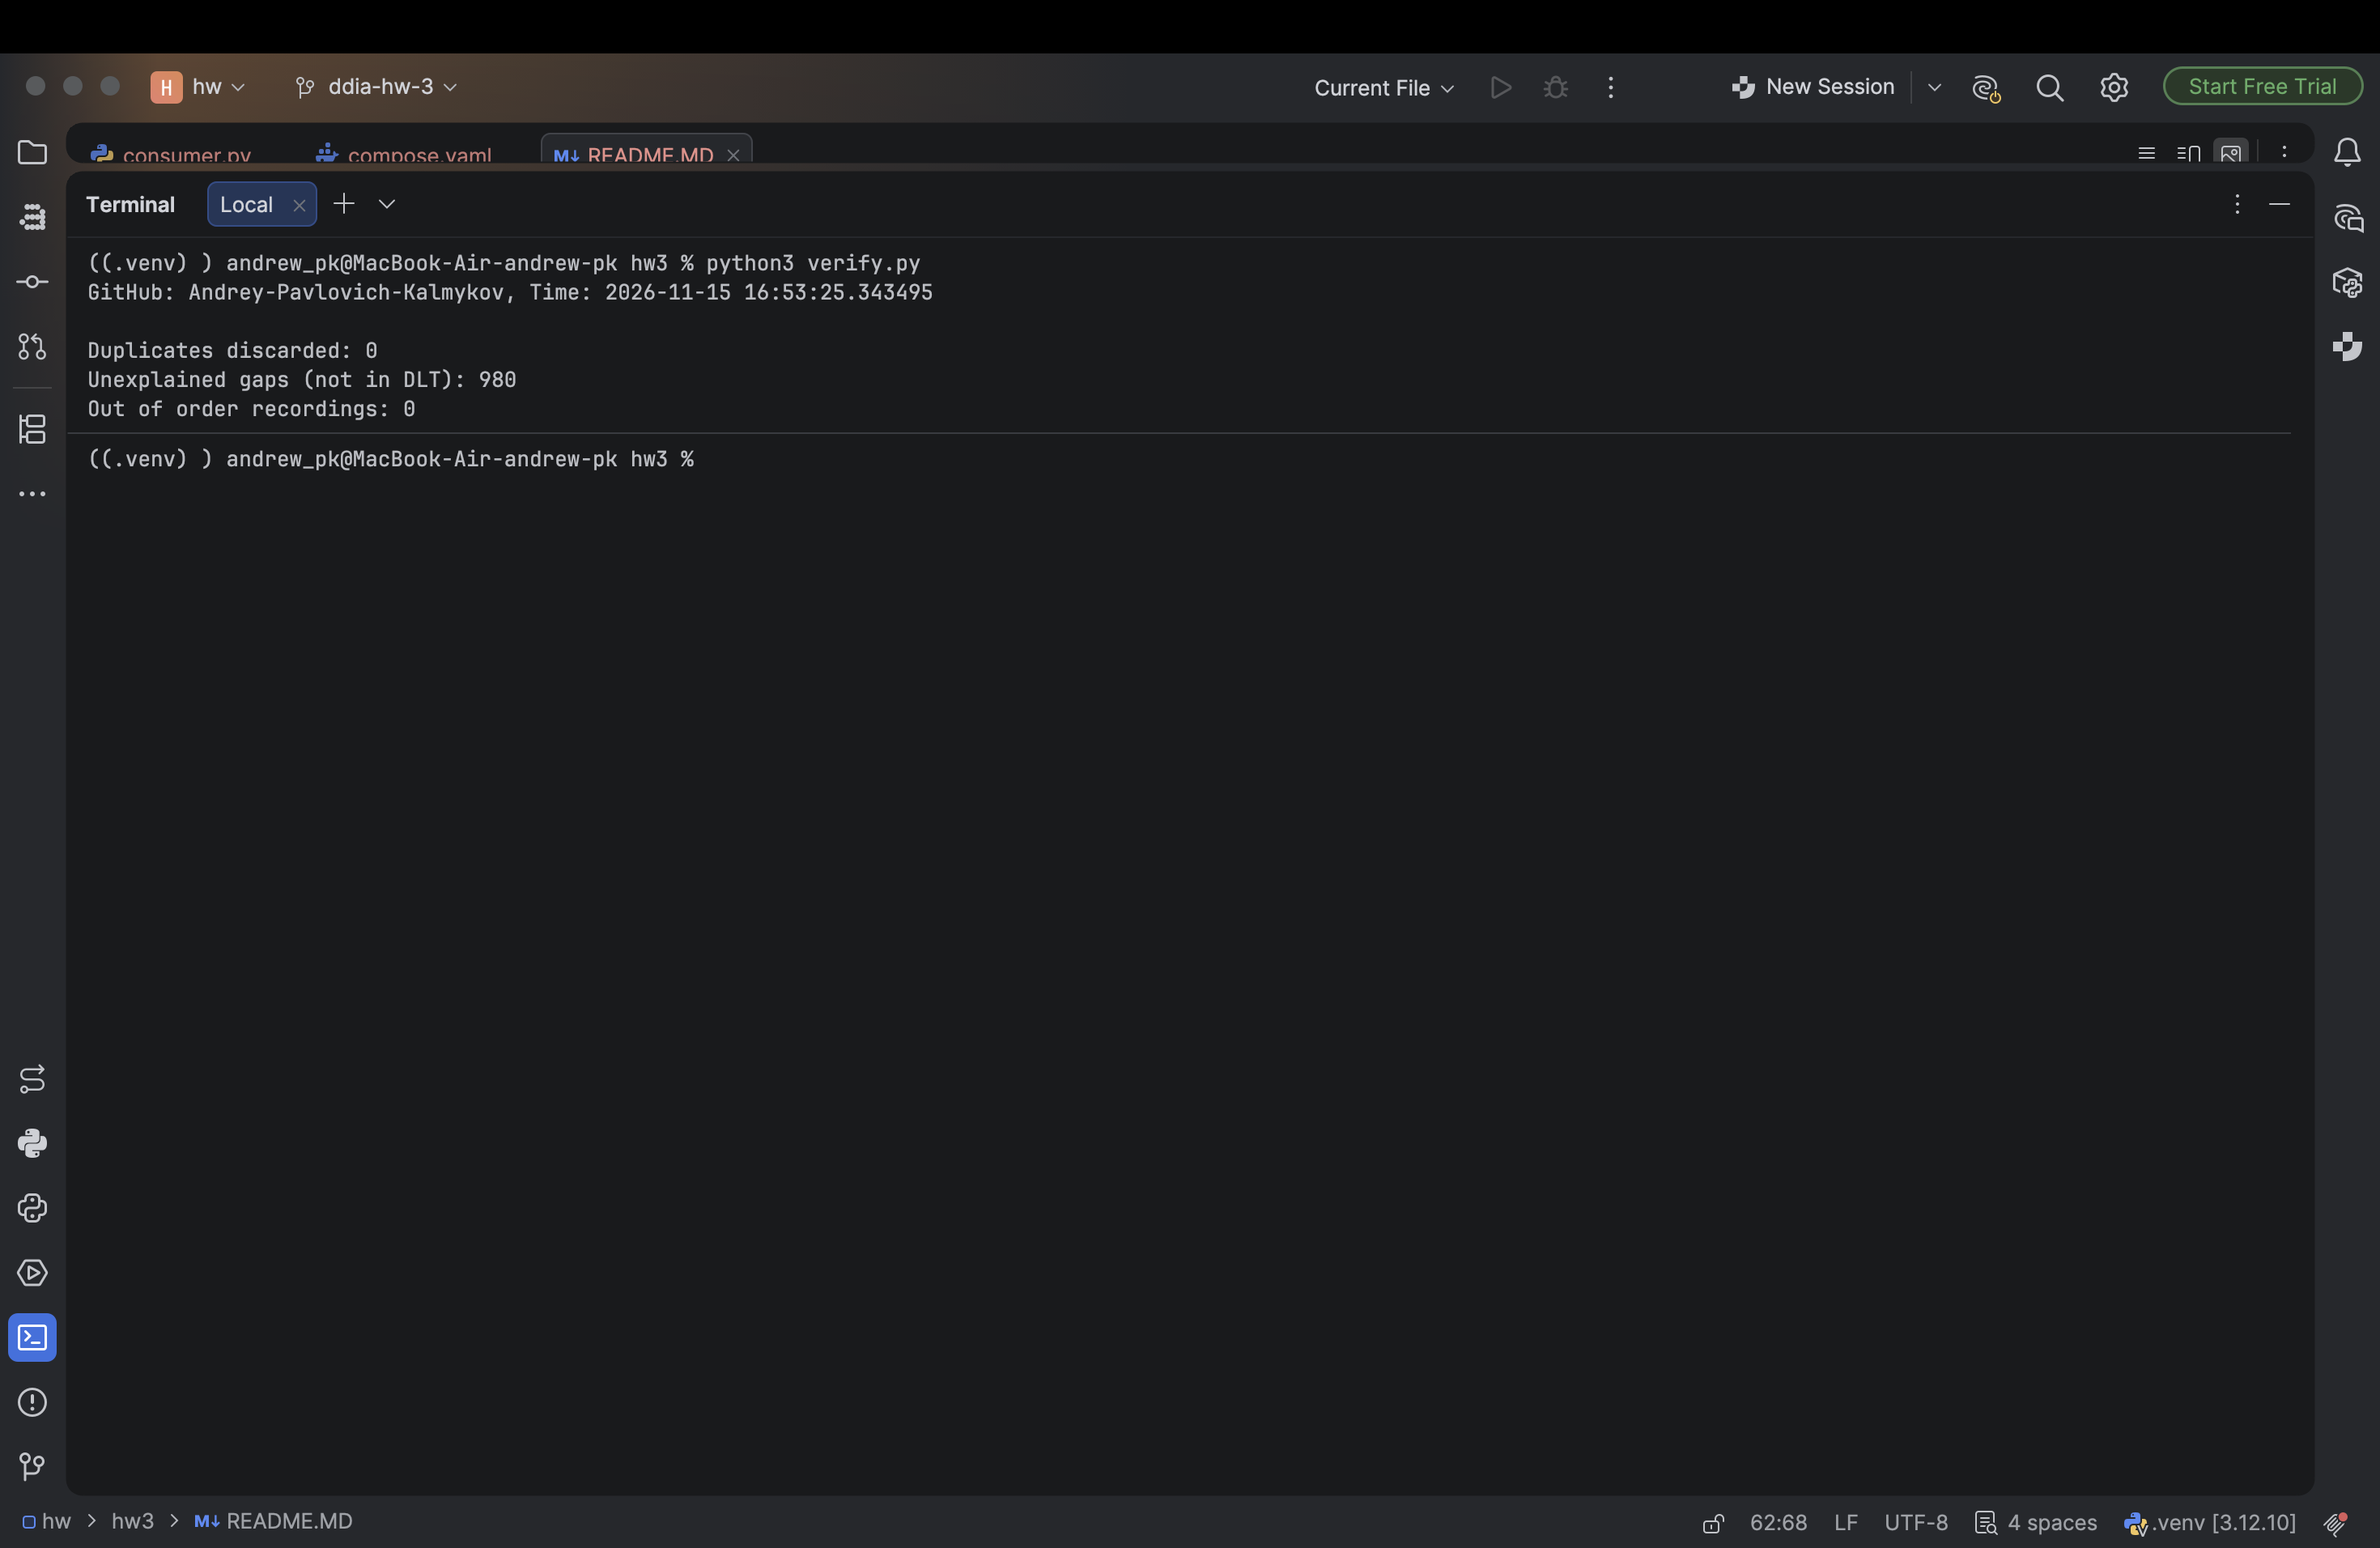 H hw ddia-hw-3 Current File New Session Start Free Trial
consumer.py compose.yaml M↓ README.MD
Terminal Local
((.venv) ) andrew_pk@MacBook-Air-andrew-pk hw3 % python3 verify.py
GitHub: Andrey-Pavlovich-Kalmykov, Time: 2026-11-15 16:53:25.343495
Duplicates discarded: 0
Unexplained gaps (not in DLT): 980
Out of order recordings: 0
((.venv) ) andrew_pk@MacBook-Air-andrew-pk hw3 %
hw > hw3 > M↓ README.MD 62:68 LF UTF-8 4 spaces .venv [3.12.10]